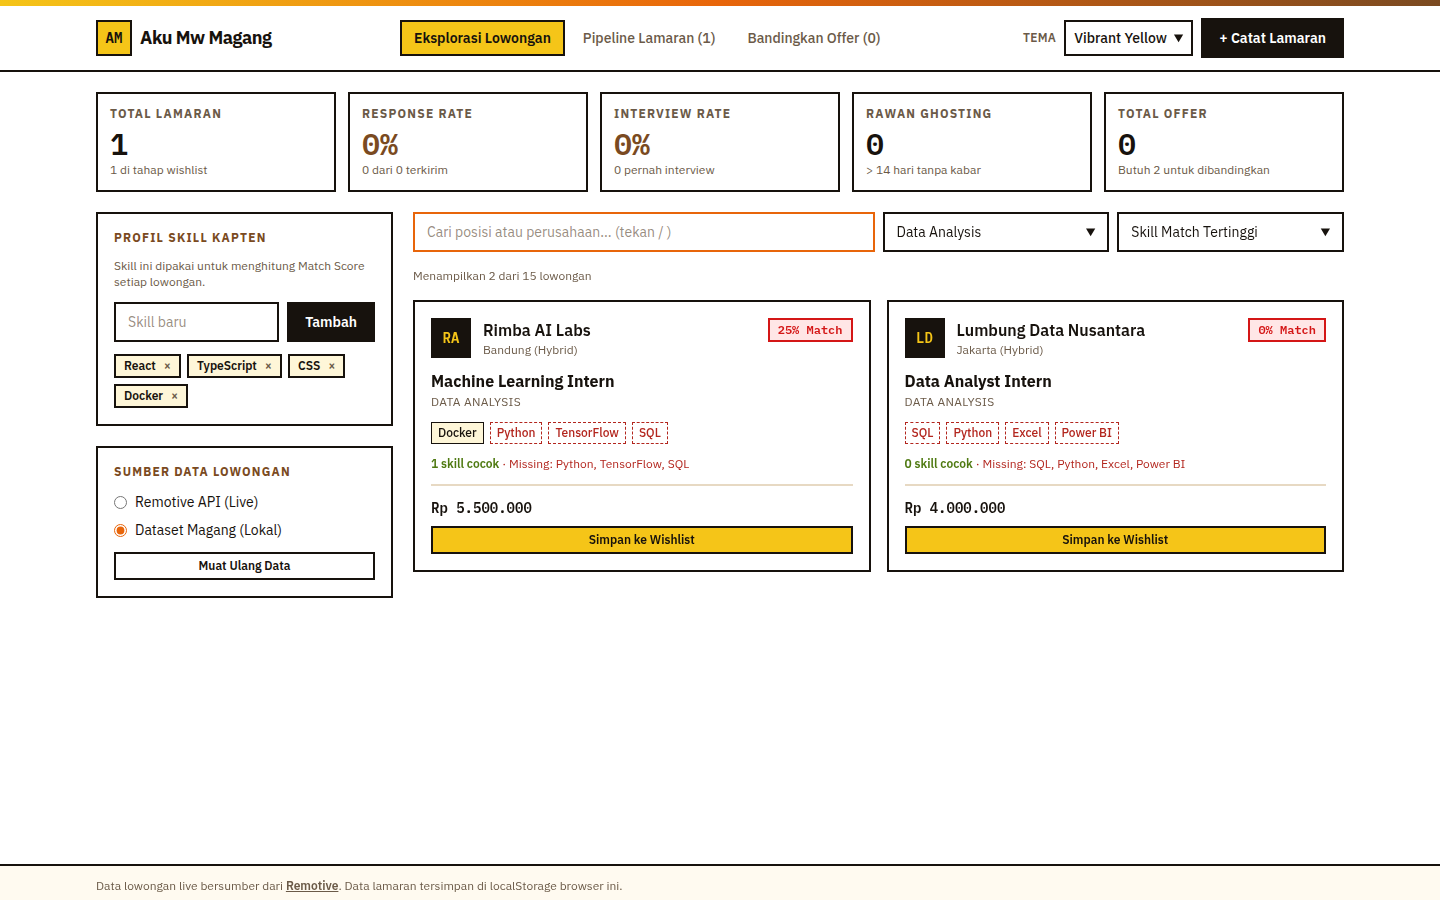 AM Aku Mw Magang Eksplorasi Lowongan Pipeline Lamaran (1) Bandingkan Offer (0) TEMA Vibrant Yellow ▼ + Catat Lamaran
TOTAL LAMARAN
1
1 di tahap wishlist
RESPONSE RATE
0%
0 dari 0 terkirim
INTERVIEW RATE
0%
0 pernah interview
RAWAN GHOSTING
0
> 14 hari tanpa kabar
TOTAL OFFER
0
Butuh 2 untuk dibandingkan
PROFIL SKILL KAPTEN
Skill ini dipakai untuk menghitung Match Score
setiap lowongan.
Skill baru Tambah
React × TypeScript × CSS ×
Docker ×
SUMBER DATA LOWONGAN
Remotive API (Live)
Dataset Magang (Lokal)
Muat Ulang Data
Cari posisi atau perusahaan... (tekan / ) Data Analysis ▼ Skill Match Tertinggi ▼
Menampilkan 2 dari 15 lowongan
RA Rimba AI Labs 25% Match
Bandung (Hybrid)
Machine Learning Intern
DATA ANALYSIS
Docker Python TensorFlow SQL
1 skill cocok · Missing: Python, TensorFlow, SQL
Rp 5.500.000
Simpan ke Wishlist
LD Lumbung Data Nusantara 0% Match
Jakarta (Hybrid)
Data Analyst Intern
DATA ANALYSIS
SQL Python Excel Power BI
0 skill cocok · Missing: SQL, Python, Excel, Power BI
Rp 4.000.000
Simpan ke Wishlist
Data lowongan live bersumber dari Remotive. Data lamaran tersimpan di localStorage browser ini.